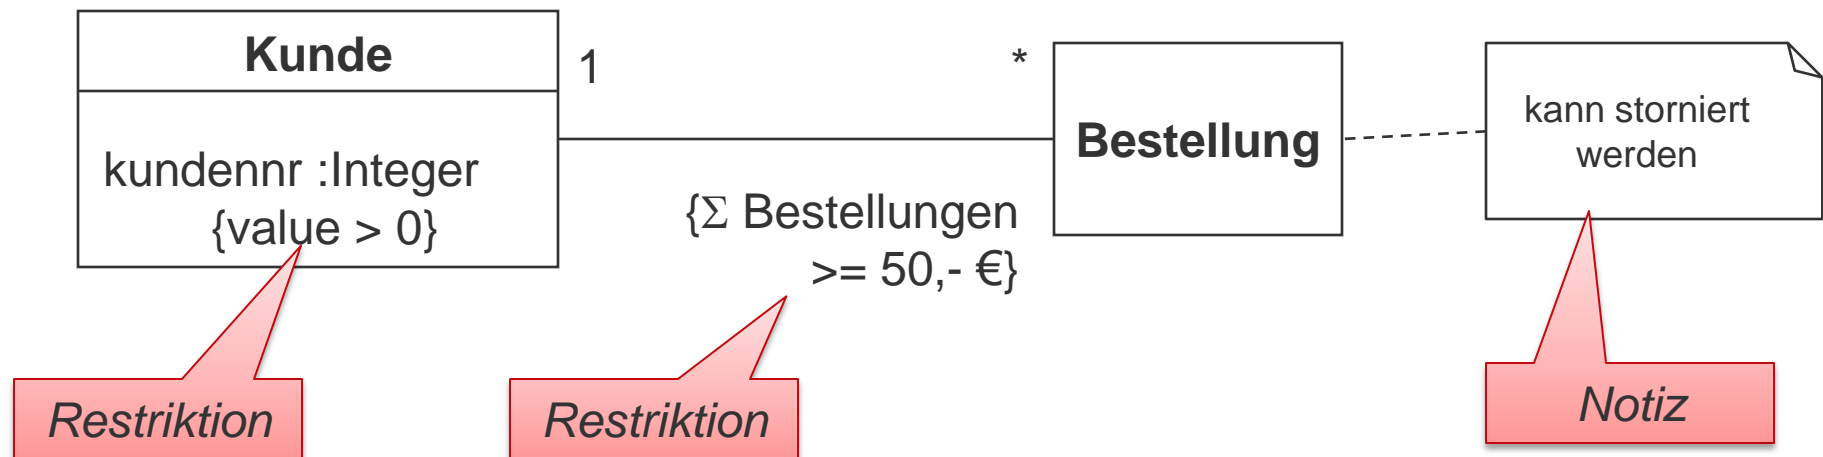 Kunde
1
*
Bestellung
kann storniert
werden
kundennr :Integer
{value > 0}
{Σ Bestellungen
>= 50,- €}
Restriktion
Restriktion
Notiz